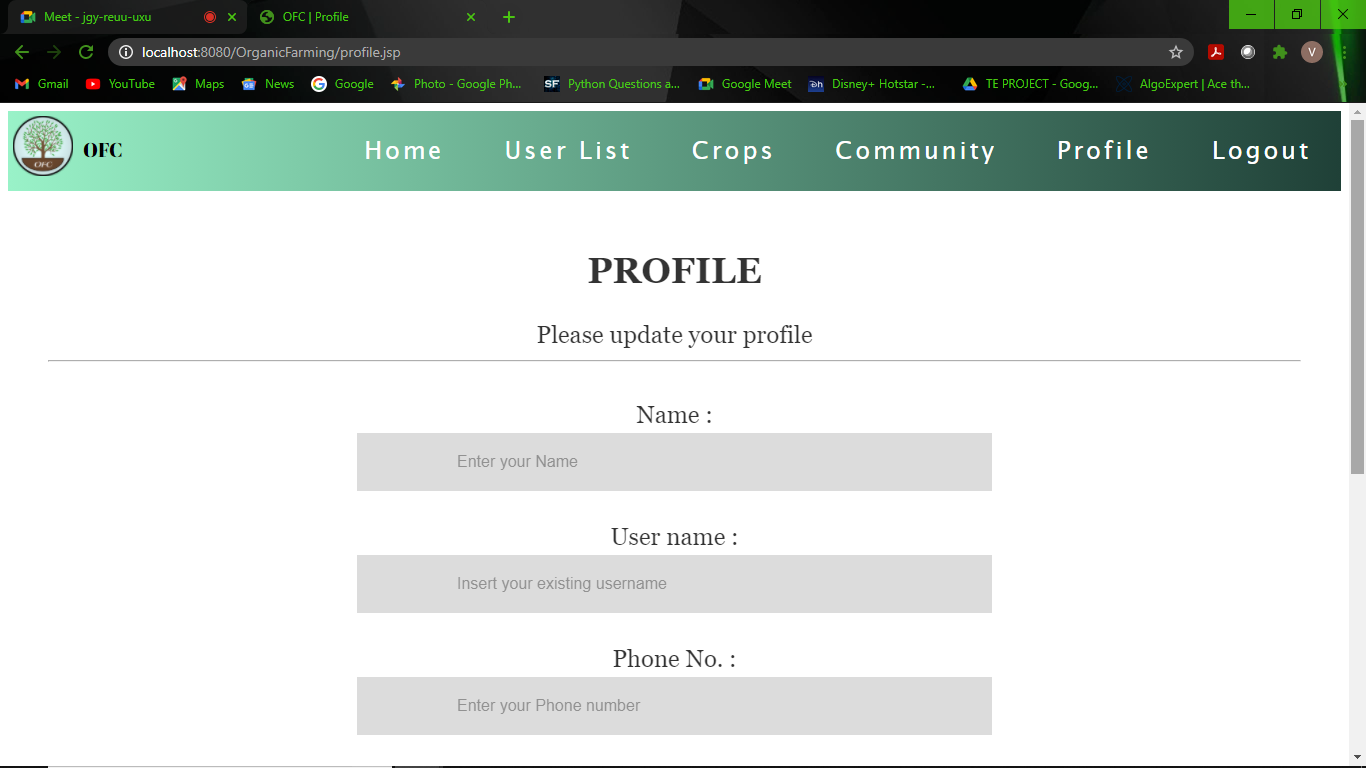 Meet - jgy-reuu-uxu
OFC | Profile
localhost:8080/OrganicFarming/profile.jsp
V
Gmail YouTube Maps News Google Photo - Google Ph... SF Python Questions a... Google Meet Disney+ Hotstar -... TE PROJECT - Goog... AlgoExpert | Ace th...
OFC OFC Home User List Crops Community Profile Logout
PROFILE
Please update your profile
Name :
Enter your Name
User name :
Insert your existing username
Phone No. :
Enter your Phone number